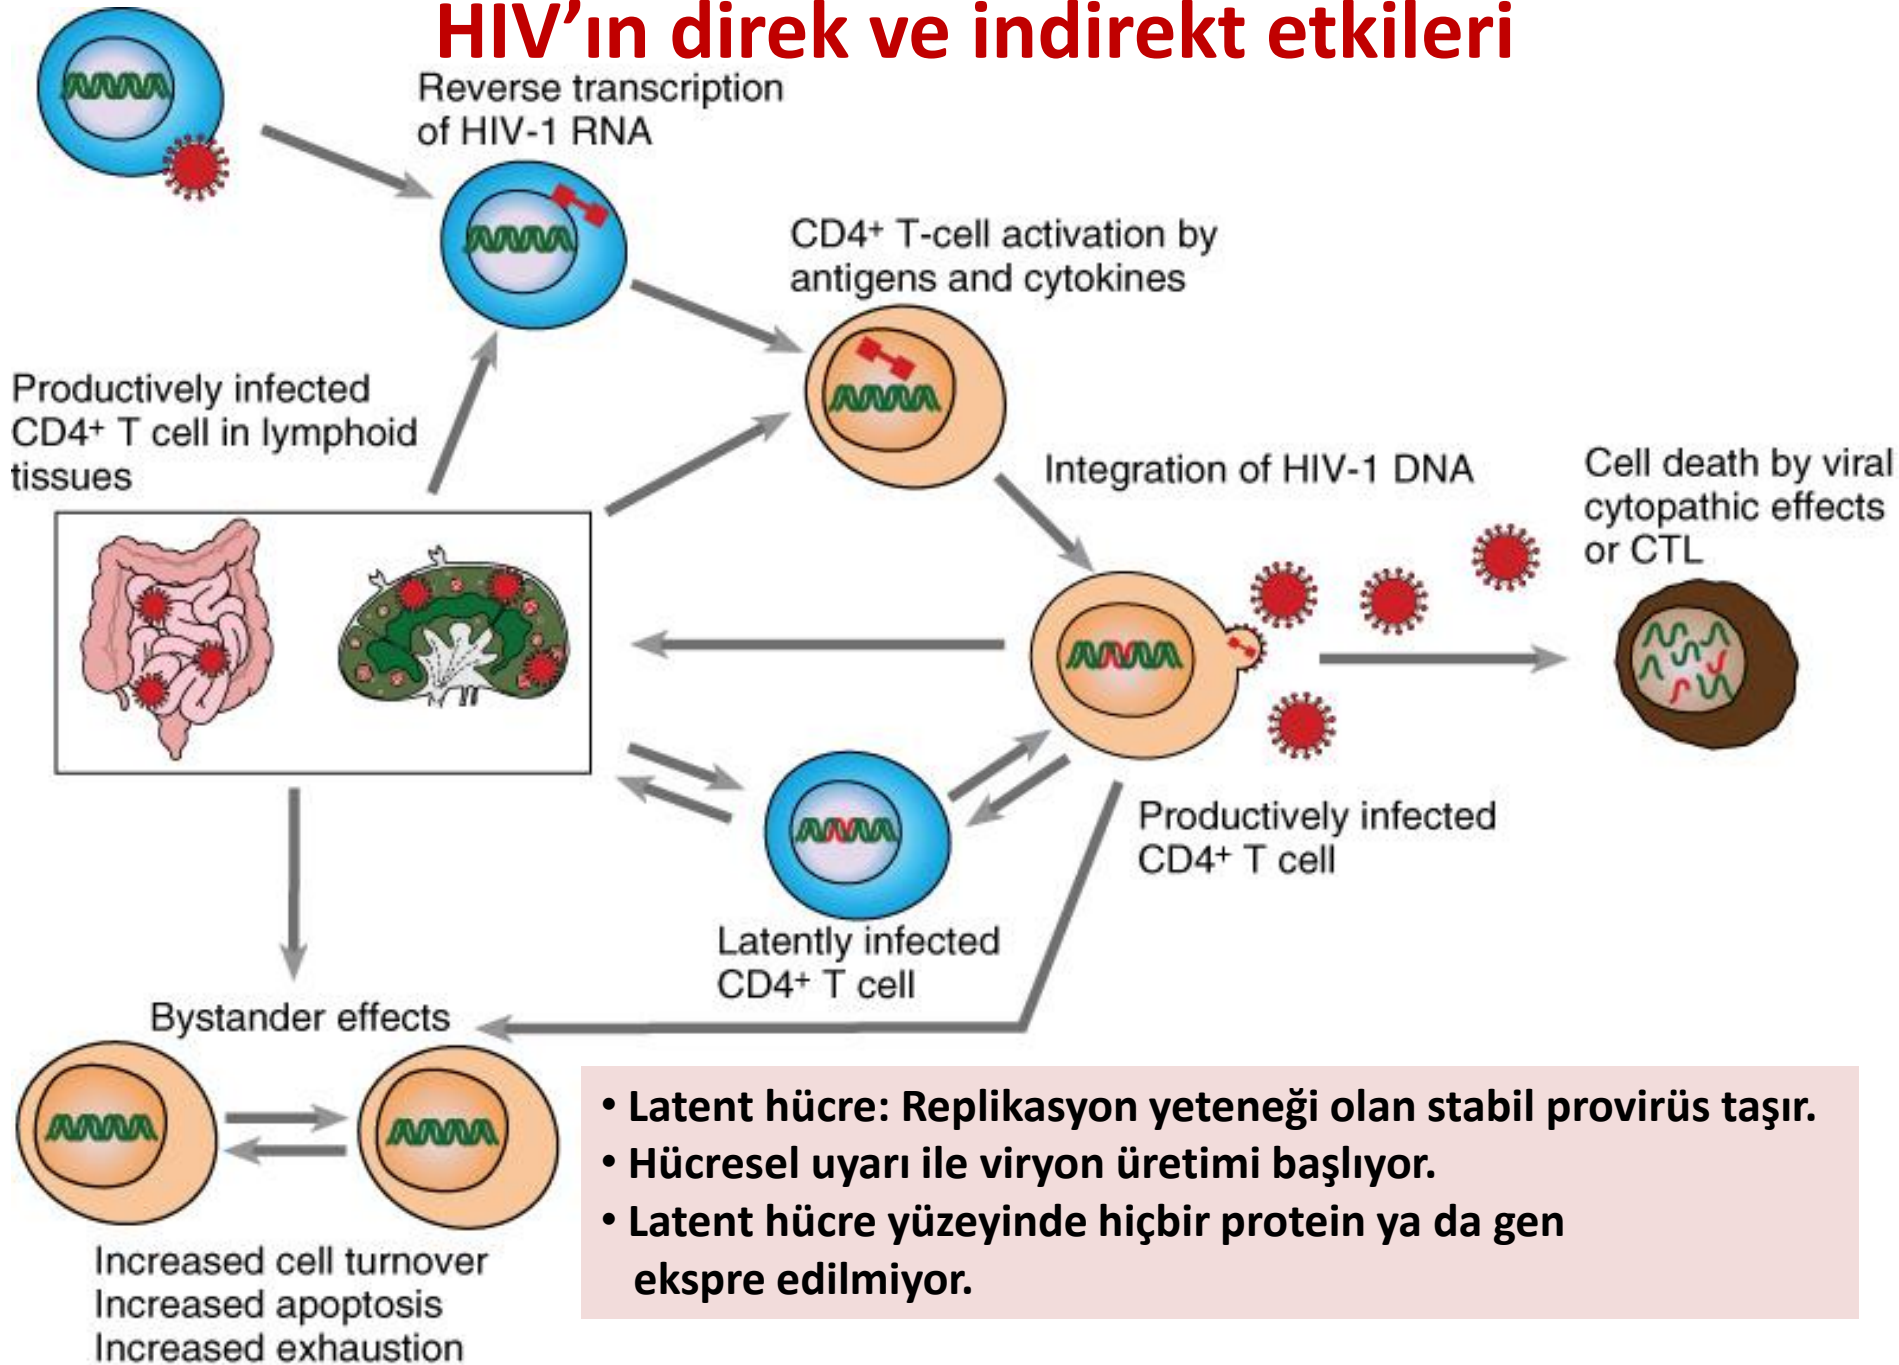 HIV’ın direk ve indirekt etkileri
Reverse transcription
of HIV-1 RNA
CD4+ T-cell activation by
antigens and cytokines
Productively infected
CD4+ T cell in lymphoid
tissues
Integration of HIV-1 DNA
Cell death by viral
cytopathic effects
or CTL
Productively infected
CD4+ T cell
Latently infected
CD4+ T cell
Bystander effects
Increased cell turnover
Increased apoptosis
Increased exhaustion
• Latent hücre: Replikasyon yeteneği olan stabil provirüs taşır.
• Hücresel uyarı ile viryon üretimi başlıyor.
• Latent hücre yüzeyinde hiçbir protein ya da gen
ekspre edilmiyor.